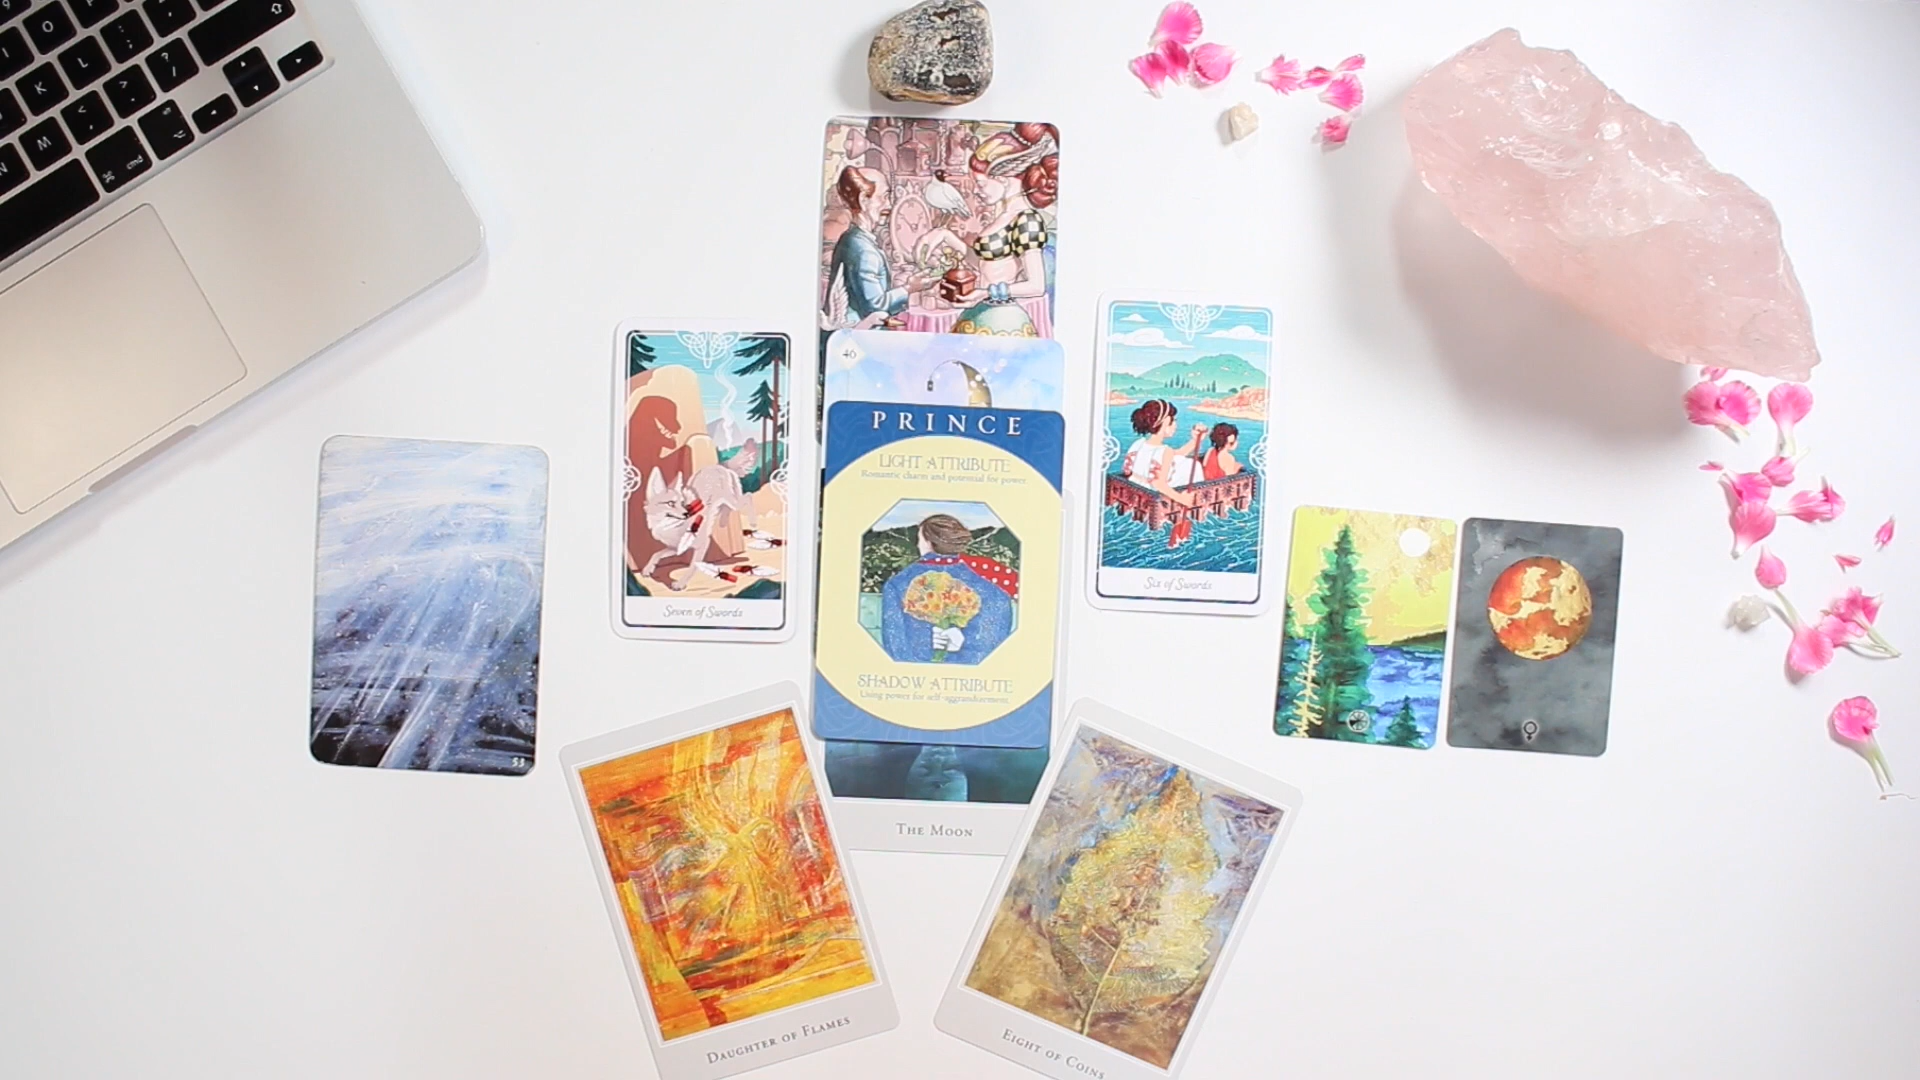 O
P
I
K
L
M
N
cmd
46
PRINCE
LIGHT ATTRIBUTE
Romantic charm and potential for power
SHADOW ATTRIBUTE
Using power for self-aggrandizement
Seven of Swords
Six of Swords
53
THE MOON
DAUGHTER OF FLAMES
EIGHT OF COINS